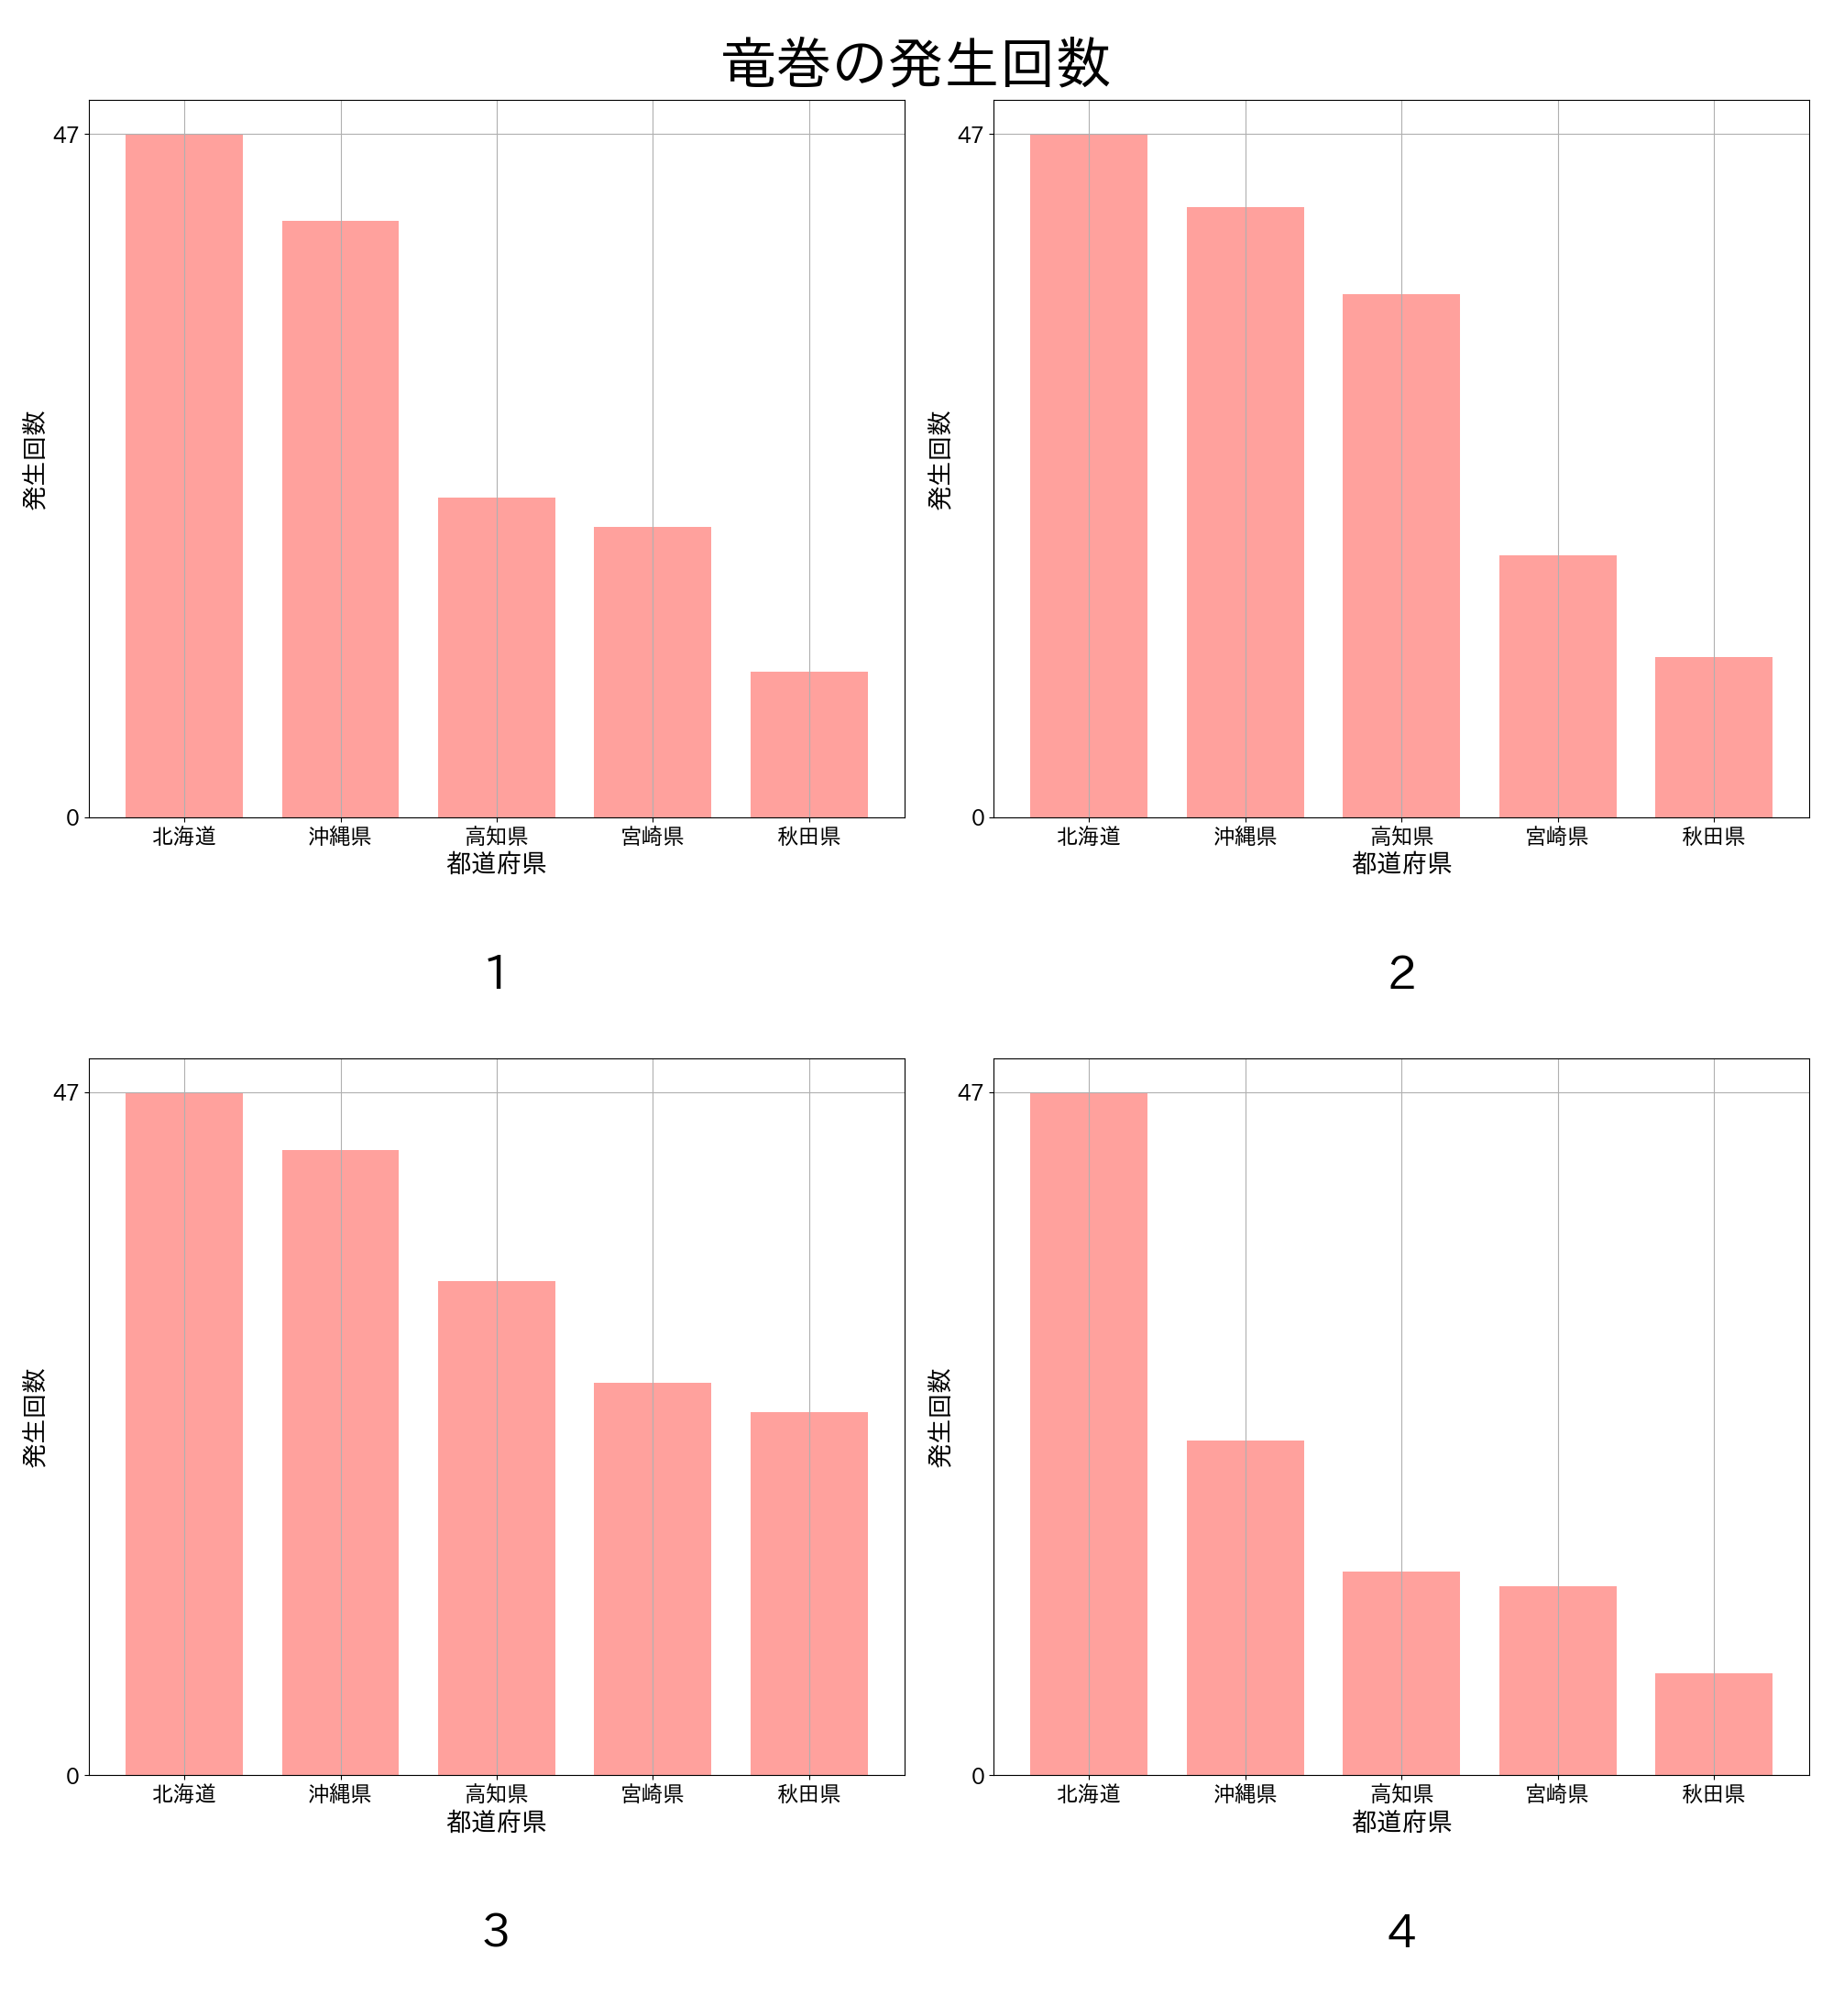 竜巻の発生回数
47
0
発生回数
北海道 沖縄県 高知県 宮崎県 秋田県
都道府県
1
47
0
発生回数
北海道 沖縄県 高知県 宮崎県 秋田県
都道府県
2
47
0
発生回数
北海道 沖縄県 高知県 宮崎県 秋田県
都道府県
3
47
0
発生回数
北海道 沖縄県 高知県 宮崎県 秋田県
都道府県
4